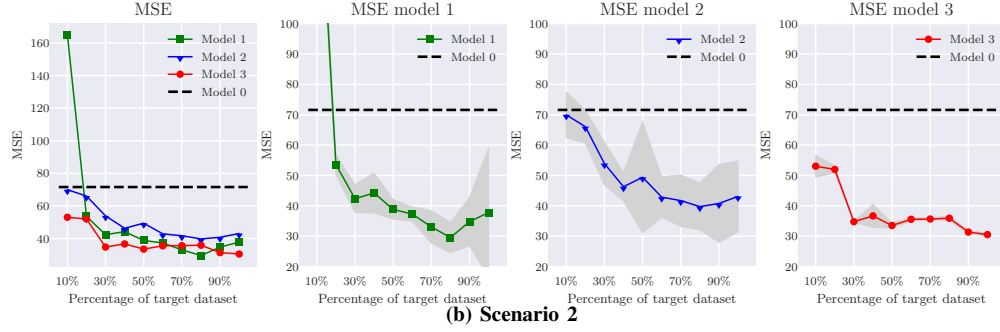 MSE
MSE
160
140
120
100
80
60
40
10%
30%
50%
70%
90%
Percentage of target dataset
Model 1
Model 2
Model 3
Model 0
MSE model 1
MSE
100
90
80
70
60
50
40
30
20
10%
30%
50%
70%
90%
Percentage of target dataset
Model 1
Model 0
MSE model 2
MSE
100
90
80
70
60
50
40
30
20
10%
30%
50%
70%
90%
Percentage of target dataset
Model 2
Model 0
MSE model 3
MSE
100
90
80
70
60
50
40
30
20
10%
30%
50%
70%
90%
Percentage of target dataset
Model 3
Model 0
(b) Scenario 2